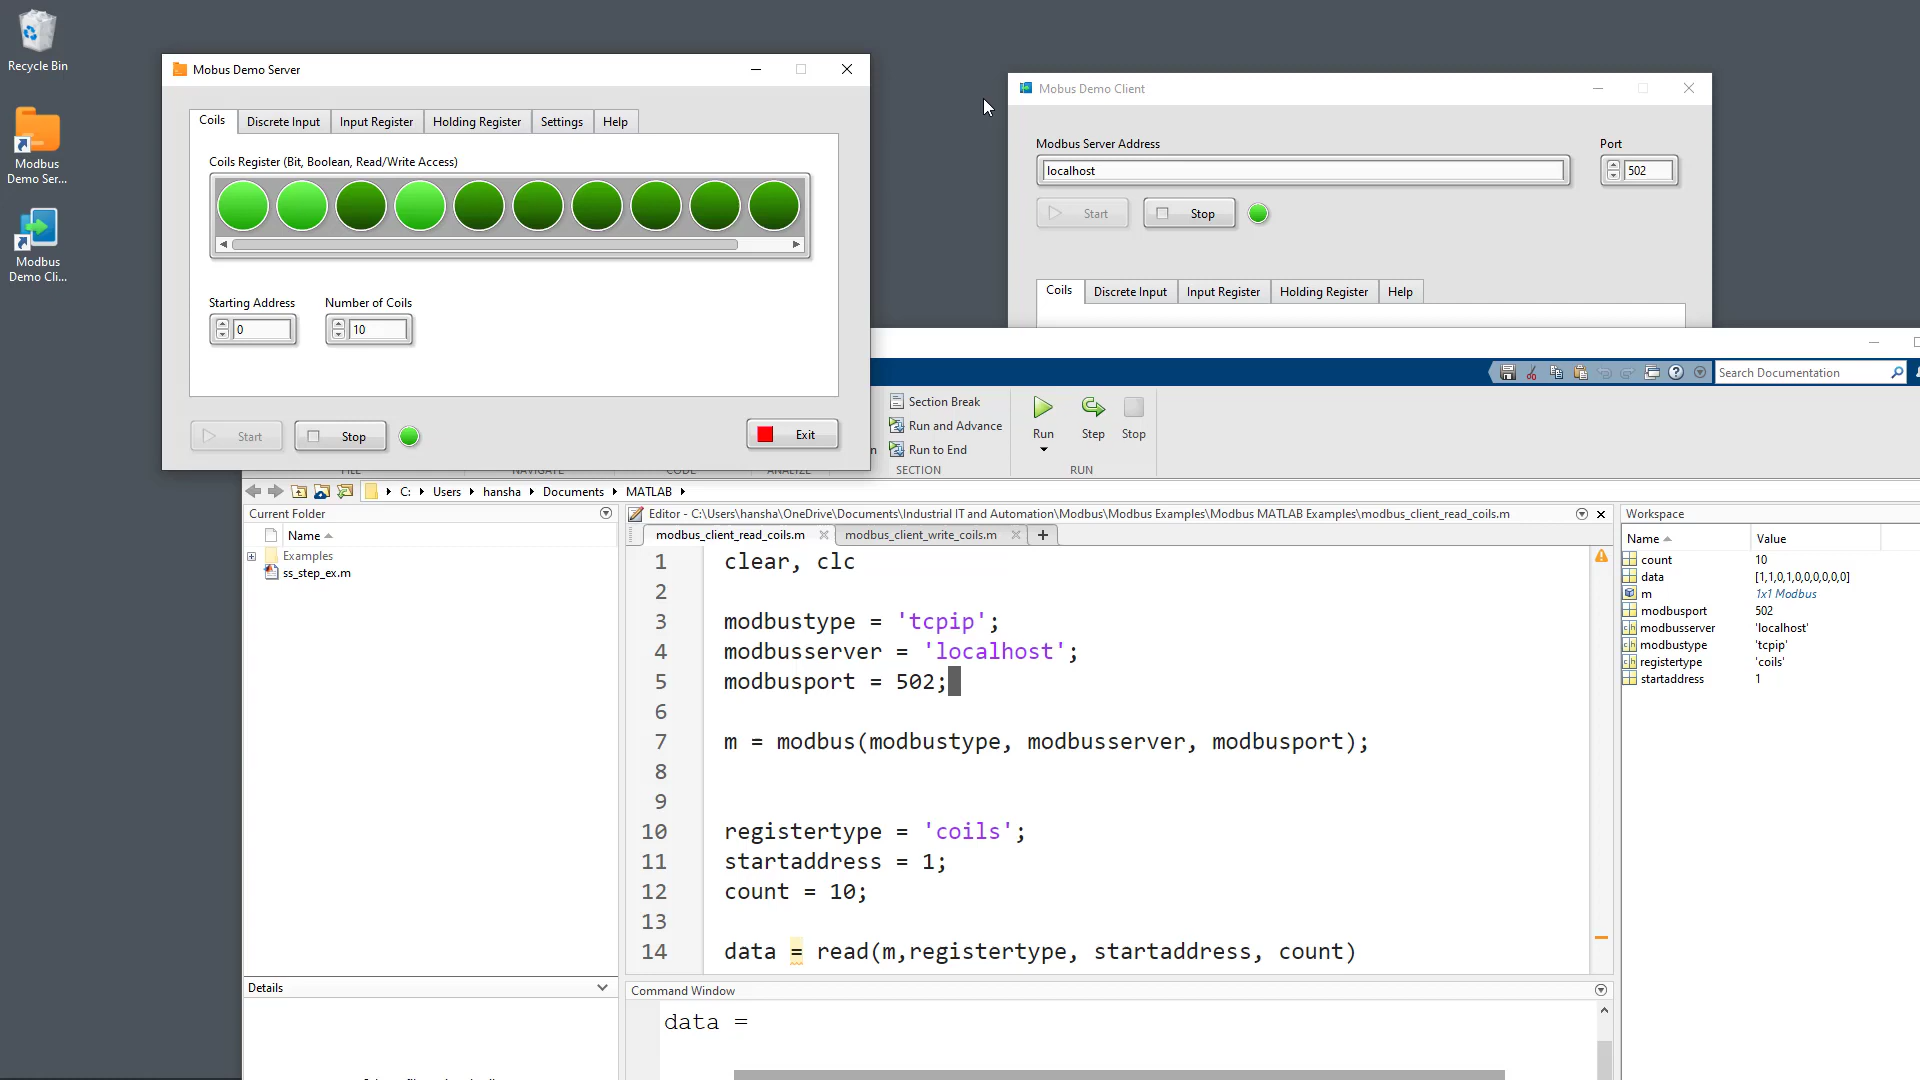 Recycle Bin
Modbus
Demo Ser...
Modbus
Demo Cli...
Mobus Demo Server
Coils
Discrete Input
Input Register
Holding Register
Settings
Help
Coils Register (Bit, Boolean, Read/Write Access)
Starting Address
Number of Coils
0
10
Start
Stop
Exit
Mobus Demo Client
Modbus Server Address
Port
localhost
502
Start
Stop
Coils
Discrete Input
Input Register
Holding Register
Help
Search Documentation
Section Break
Run and Advance
Run to End
Run
Step
Stop
FILE
NAVIGATE
CODE
ANALYZE
SECTION
RUN
C:
Users
hansha
Documents
MATLAB
Current Folder
Name
Examples
ss_step_ex.m
Details
Editor - C:\Users\hansha\OneDrive\Documents\Industrial IT and Automation\Modbus\Modbus Examples\Modbus MATLAB Examples\modbus_client_read_coils.m
modbus_client_read_coils.m
modbus_client_write_coils.m
1 clear, clc
2
3 modbustype = 'tcpip';
4 modbusserver = 'localhost';
5 modbusport = 502;
6
7 m = modbus(modbustype, modbusserver, modbusport);
8
9
10 registertype = 'coils';
11 startaddress = 1;
12 count = 10;
13
14 data = read(m,registertype, startaddress, count)
Command Window
data =
Workspace
Name Value
count 10
data [1,1,0,1,0,0,0,0,0,0]
m 1x1 Modbus
modbusport 502
modbusserver 'localhost'
modbustype 'tcpip'
registertype 'coils'
startaddress 1